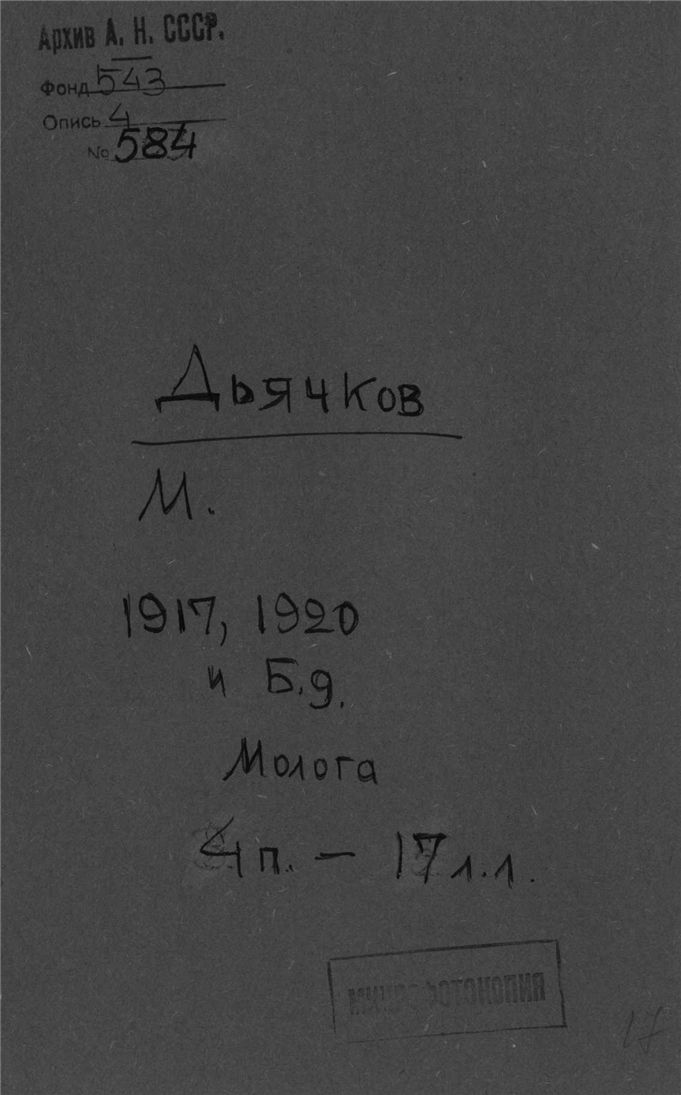 Архив А. Н. СССР.
Фонд 543
Опись 4
№ 584
Дьячков
М.
1917, 1920
и Б.д.
Молога
4 п. — 17 л.л.
МИКРОФОТОКОПИЯ
17